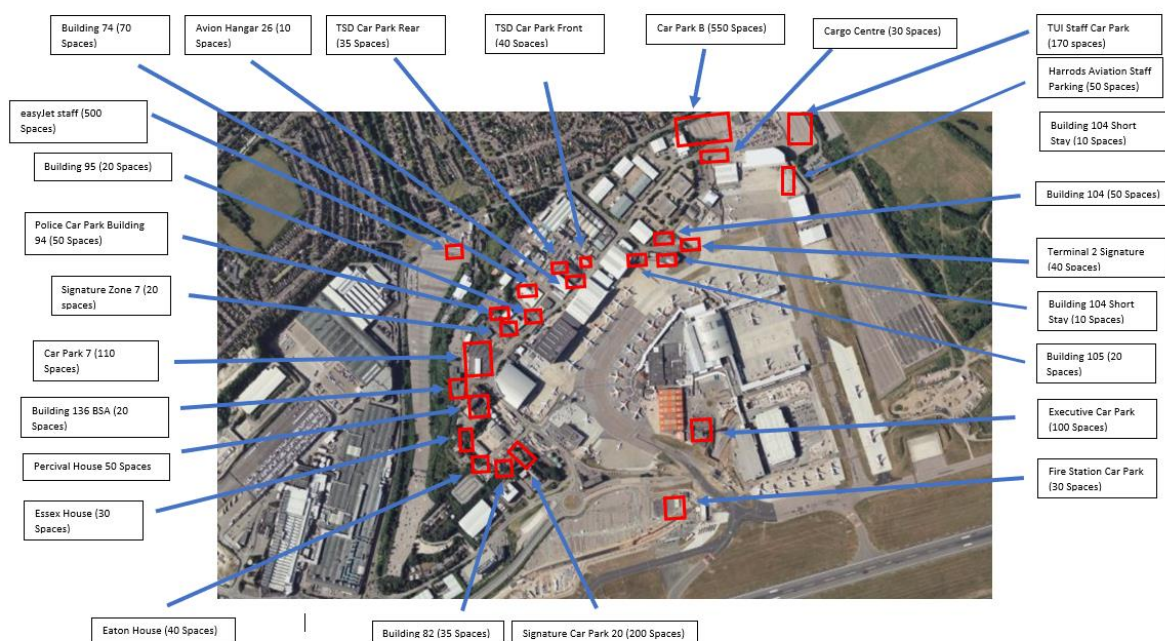 Building 74 (70
Spaces)
Avion Hangar 26 (10
Spaces)
TSD Car Park Rear
(35 Spaces)
TSD Car Park Front
(40 Spaces)
Car Park B (550 Spaces)
Cargo Centre (30 Spaces)
TUI Staff Car Park
(170 spaces)
Harrods Aviation Staff
Parking (50 Spaces)
Building 104 Short
Stay (10 Spaces)
Building 104 (50 Spaces)
Terminal 2 Signature
(40 Spaces)
Building 104 Short
Stay (10 Spaces)
Building 105 (20
Spaces)
Executive Car Park
(100 Spaces)
Fire Station Car Park
(30 Spaces)
easyJet staff (500
Spaces)
Building 95 (20 Spaces)
Police Car Park Building
94 (50 Spaces)
Signature Zone 7 (20
spaces)
Car Park 7 (110
Spaces)
Building 136 BSA (20
Spaces)
Percival House 50 Spaces
Essex House (30
Spaces)
Eaton House (40 Spaces)
Building 82 (35 Spaces)
Signature Car Park 20 (200 Spaces)